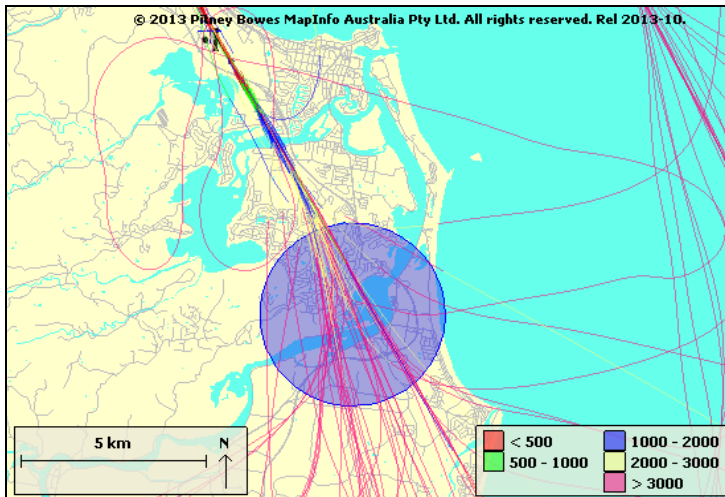 © 2013 Pitney Bowes MapInfo Australia Pty Ltd. All rights reserved. Rel 2013-10.
5 km
N
< 500
500 - 1000
1000 - 2000
2000 - 3000
> 3000